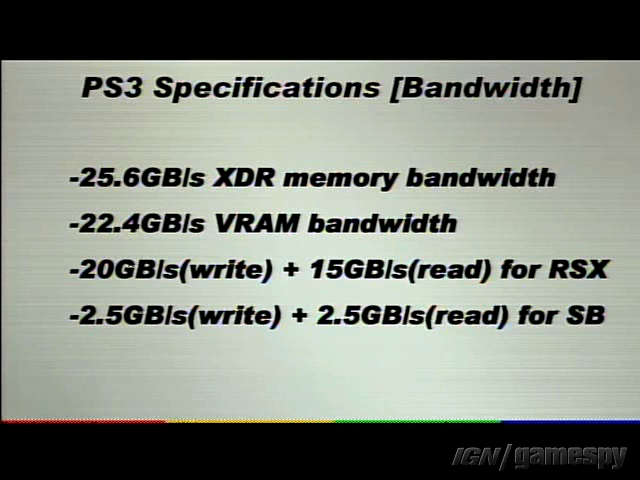 PS3 Specifications [Bandwidth]
-25.6GB/s XDR memory bandwidth
-22.4GB/s VRAM bandwidth
-20GB/s(write) + 15GB/s(read) for RSX
-2.5GB/s(write) + 2.5GB/s(read) for SB
IGN/gamespy